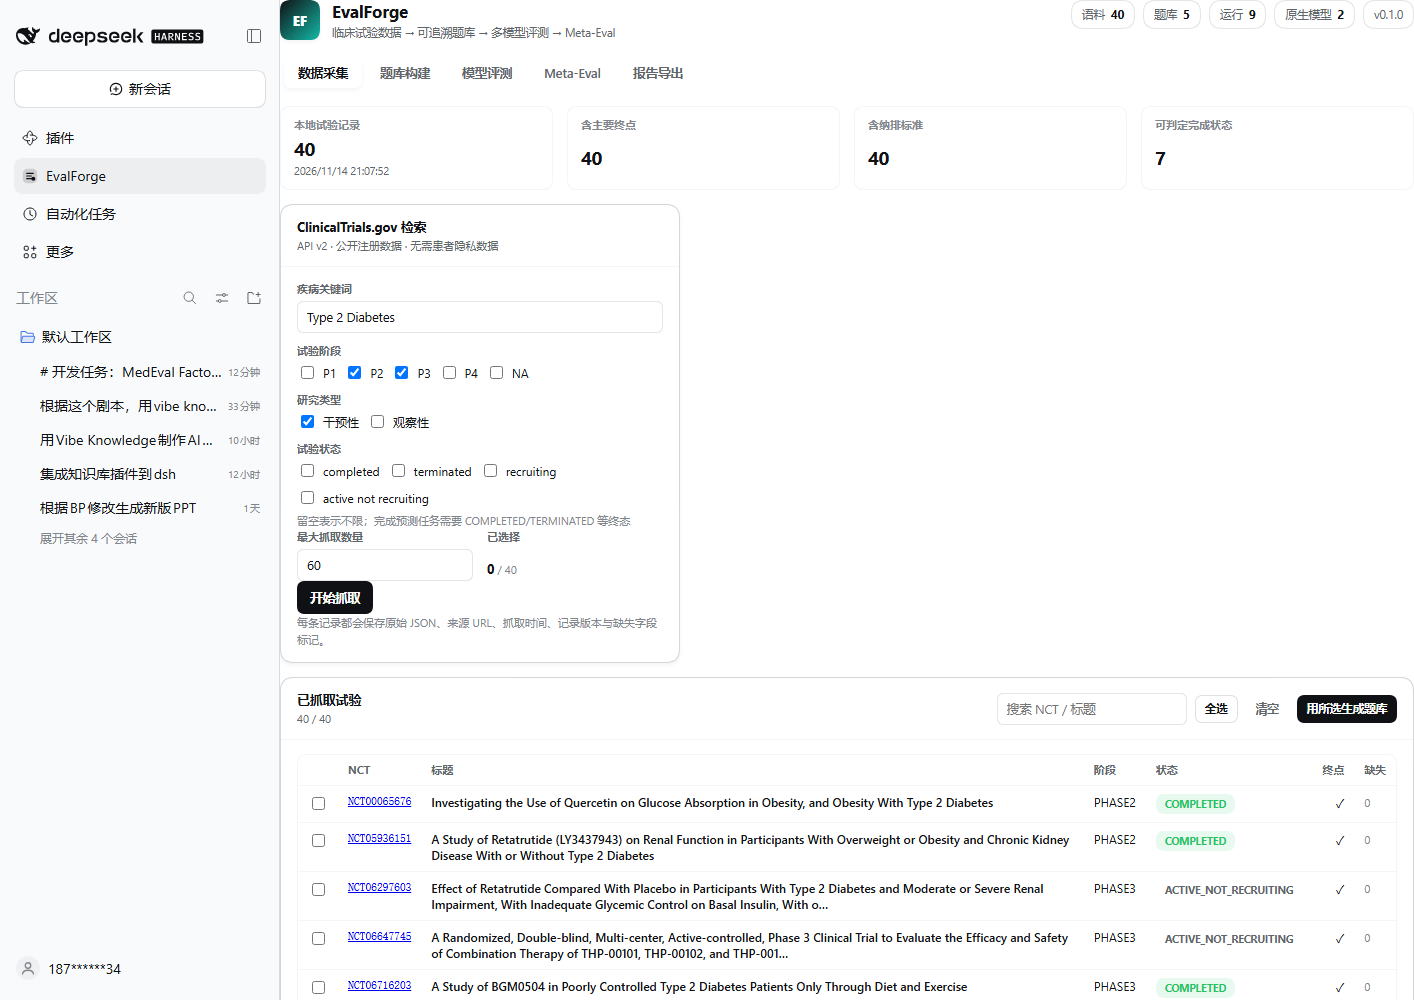 deepseek HARNESS
新会话
插件
EvalForge
自动化任务
更多
工作区
默认工作区
# 开发任务：MedEval Facto... 12分钟
根据这个剧本，用vibe kno... 33分钟
用Vibe Knowledge制作AI... 10小时
集成知识库插件到dsh 12小时
根据BP修改生成新版PPT 1天
展开其余 4 个会话
187******34
EF
EvalForge
临床试验数据 → 可追溯题库 → 多模型评测 → Meta-Eval
语料 40
题库 5
运行 9
原生模型 2
v0.1.0
数据采集
题库构建
模型评测
Meta-Eval
报告导出
本地试验记录
40
2026/11/14 21:07:52
含主要终点
40
含纳排标准
40
可判定完成状态
7
ClinicalTrials.gov 检索
API v2 · 公开注册数据 · 无需患者隐私数据
疾病关键词
Type 2 Diabetes
试验阶段
P1 P2 P3 P4 NA
研究类型
干预性 观察性
试验状态
completed terminated recruiting
active not recruiting
留空表示不限；完成预测任务需要 COMPLETED/TERMINATED 等终态
最大抓取数量 已选择
60
0 / 40
开始抓取
每条记录都会保存原始 JSON、来源 URL、抓取时间、记录版本与缺失字段
标记。
已抓取试验
40 / 40
搜索 NCT / 标题
全选
清空
用所选生成题库
NCT 标题 阶段 状态 终点 缺失
NCT00065676 Investigating the Use of Quercetin on Glucose Absorption in Obesity, and Obesity With Type 2 Diabetes PHASE2 COMPLETED ✓ 0
NCT05936151 A Study of Retatrutide (LY3437943) on Renal Function in Participants With Overweight or Obesity and Chronic Kidney PHASE2 COMPLETED ✓ 0
Disease With or Without Type 2 Diabetes
NCT06297603 Effect of Retatrutide Compared With Placebo in Participants With Type 2 Diabetes and Moderate or Severe Renal PHASE3 ACTIVE_NOT_RECRUITING ✓ 0
Impairment, With Inadequate Glycemic Control on Basal Insulin, With o...
NCT06647745 A Randomized, Double-blind, Multi-center, Active-controlled, Phase 3 Clinical Trial to Evaluate the Efficacy and Safety PHASE3 ACTIVE_NOT_RECRUITING ✓ 0
of Combination Therapy of THP-00101, THP-00102, and THP-001...
NCT06716203 A Study of BGM0504 in Poorly Controlled Type 2 Diabetes Patients Only Through Diet and Exercise PHASE3 COMPLETED ✓ 0